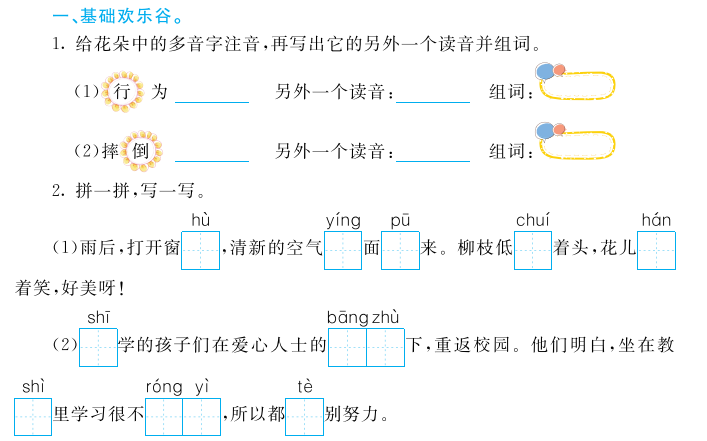 一、基础欢乐谷。
1. 给花朵中的多音字注音,再写出它的另外一个读音并组词。
(1)行为 ________ 另外一个读音:________ 组词:
(2)摔倒 ________ 另外一个读音:________ 组词:
2. 拼一拼,写一写。
hù yíng pū chuí hán
(1)雨后,打开窗 ,清新的空气 面 来。柳枝低 着头,花儿
着笑,好美呀!
shī bāng zhù
(2) 学的孩子们在爱心人士的 下,重返校园。他们明白,坐在教
shì róng yì tè
里学习很不 ,所以都 别努力。